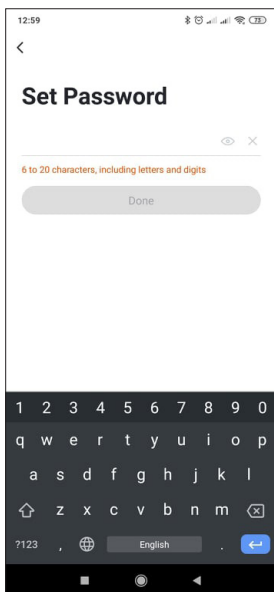 12:59
73
Set Password
6 to 20 characters, including letters and digits
Done
1 2 3 4 5 6 7 8 9 0
q w e r t y u i o p
a s d f g h j k l
z x c v b n m
?123 , English .